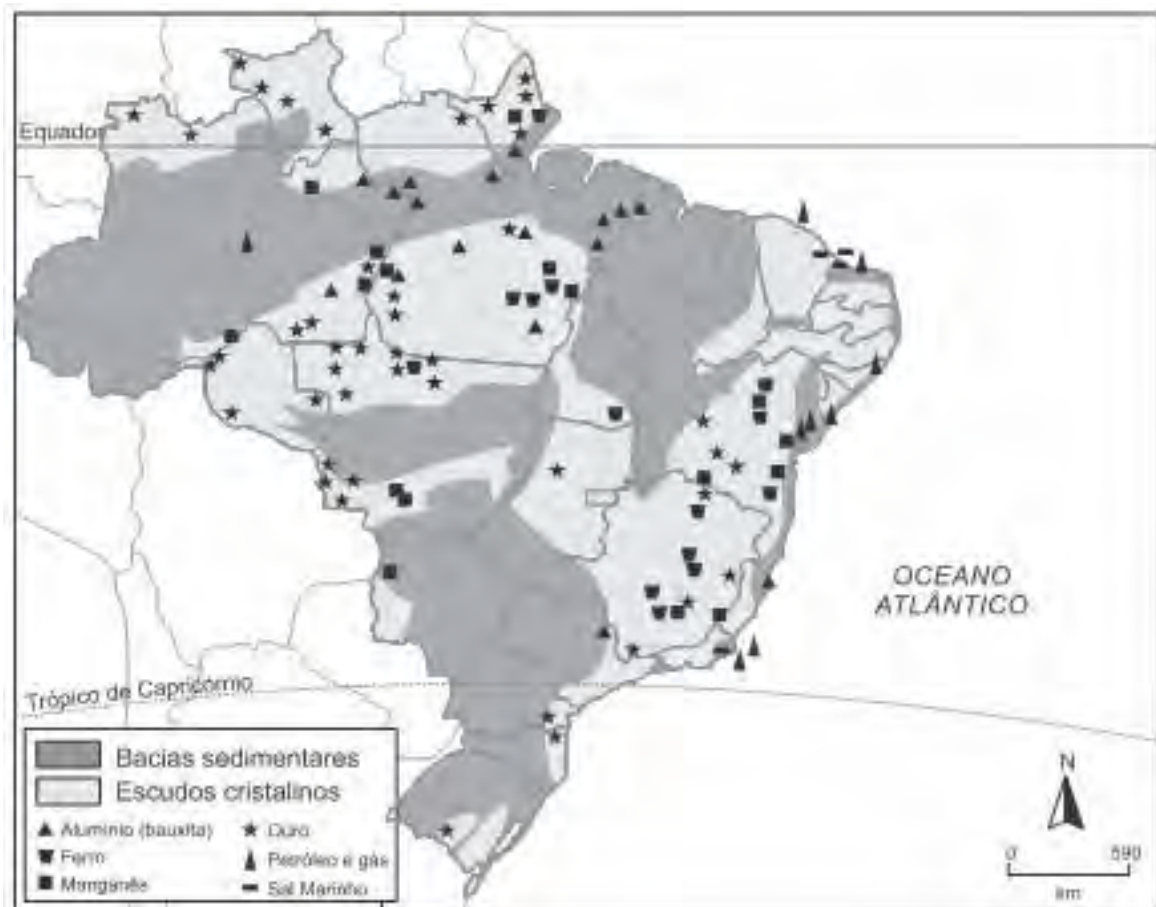 Equador
OCEANO
ATLÂNTICO
Trópico de Capricórnio
Bacias sedimentares
Escudos cristalinos
Alumínio (bauxita)
Ouro
Ferro
Petróleo e gás
Manganês
Sal Marinho
N
0 590
km